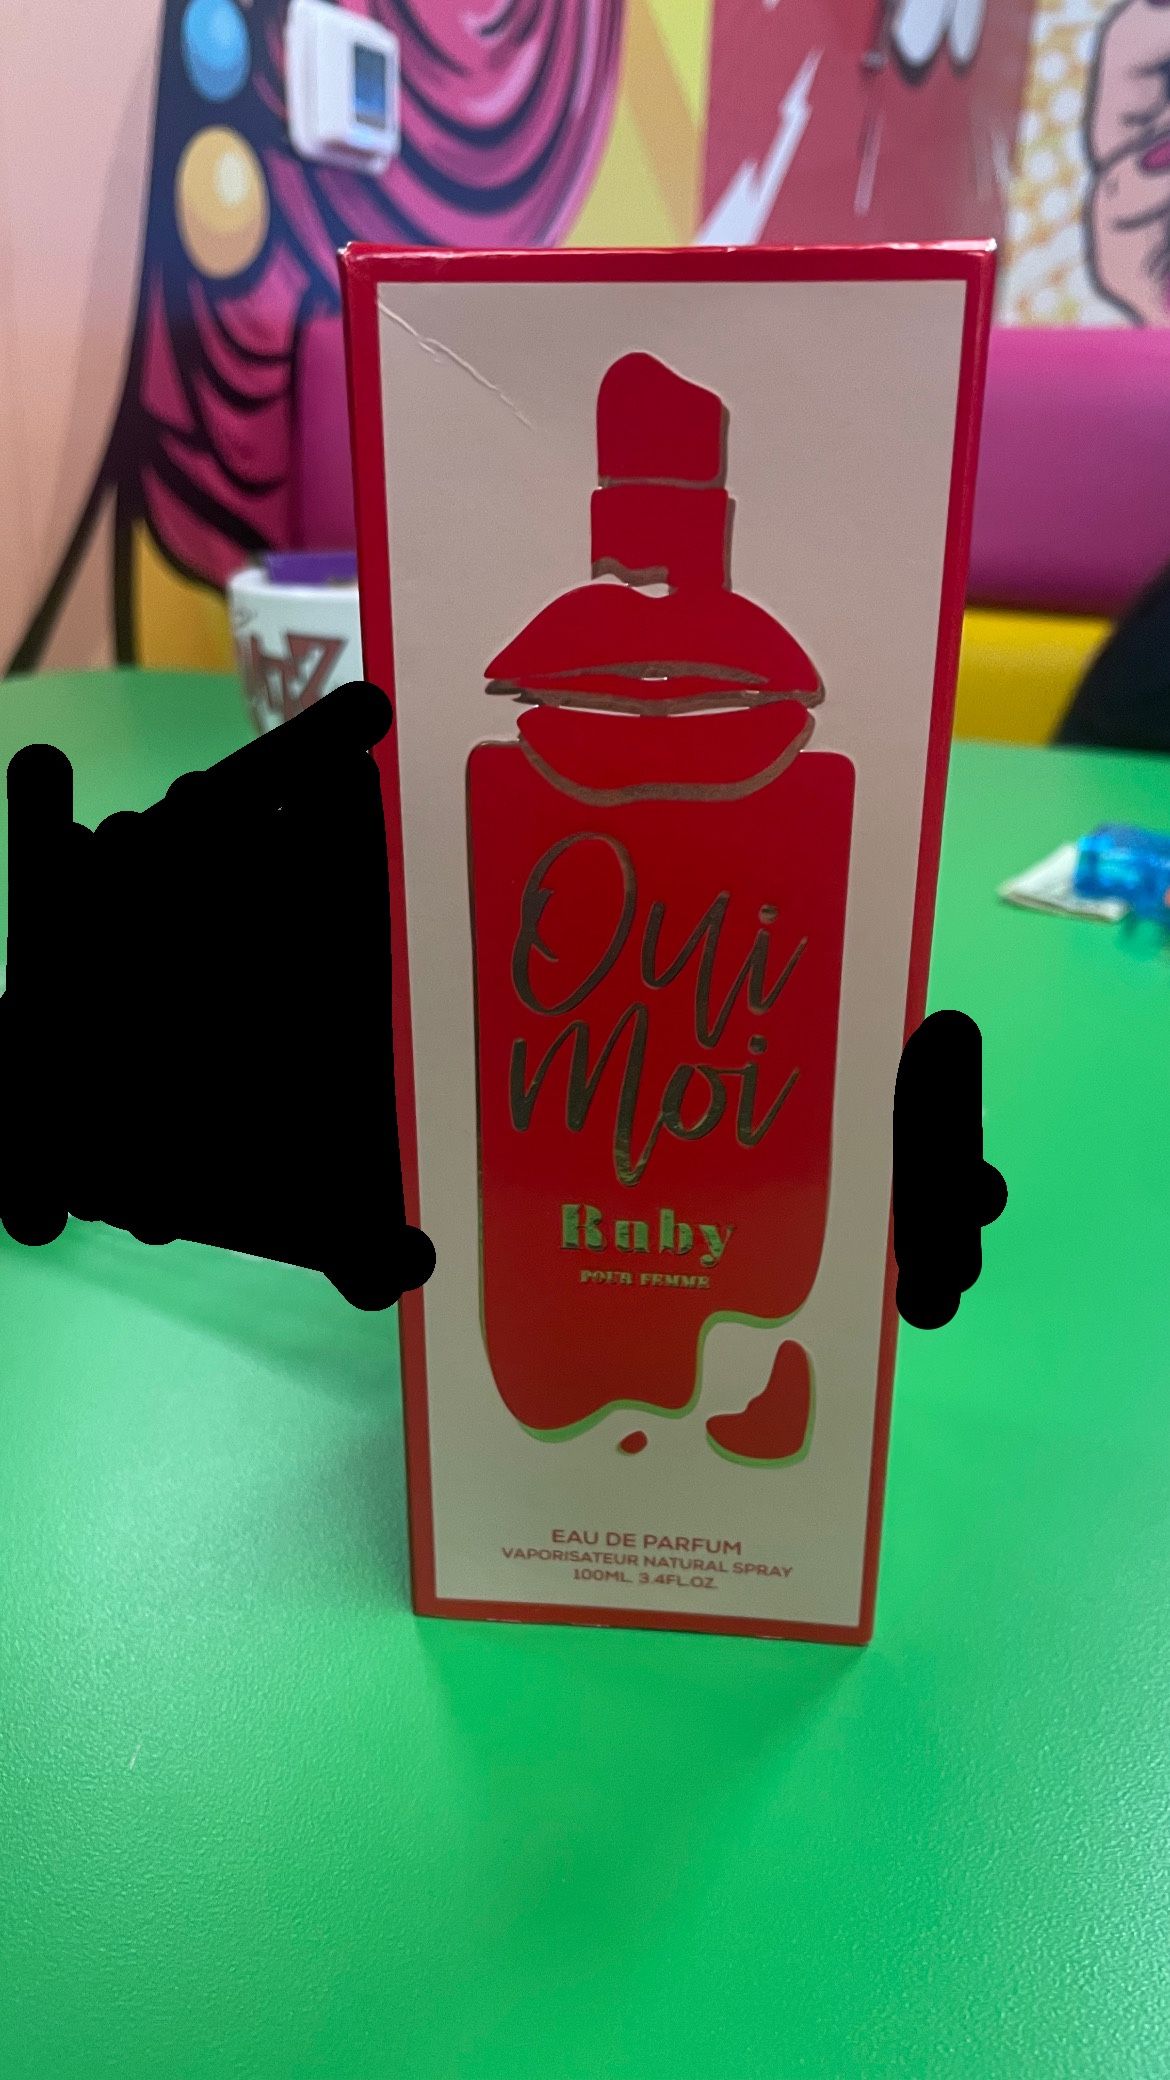 Oui
Moi
Ruby
POUR FEMME
EAU DE PARFUM
VAPORISATEUR NATURAL SPRAY
100ML 3.4FL.OZ.